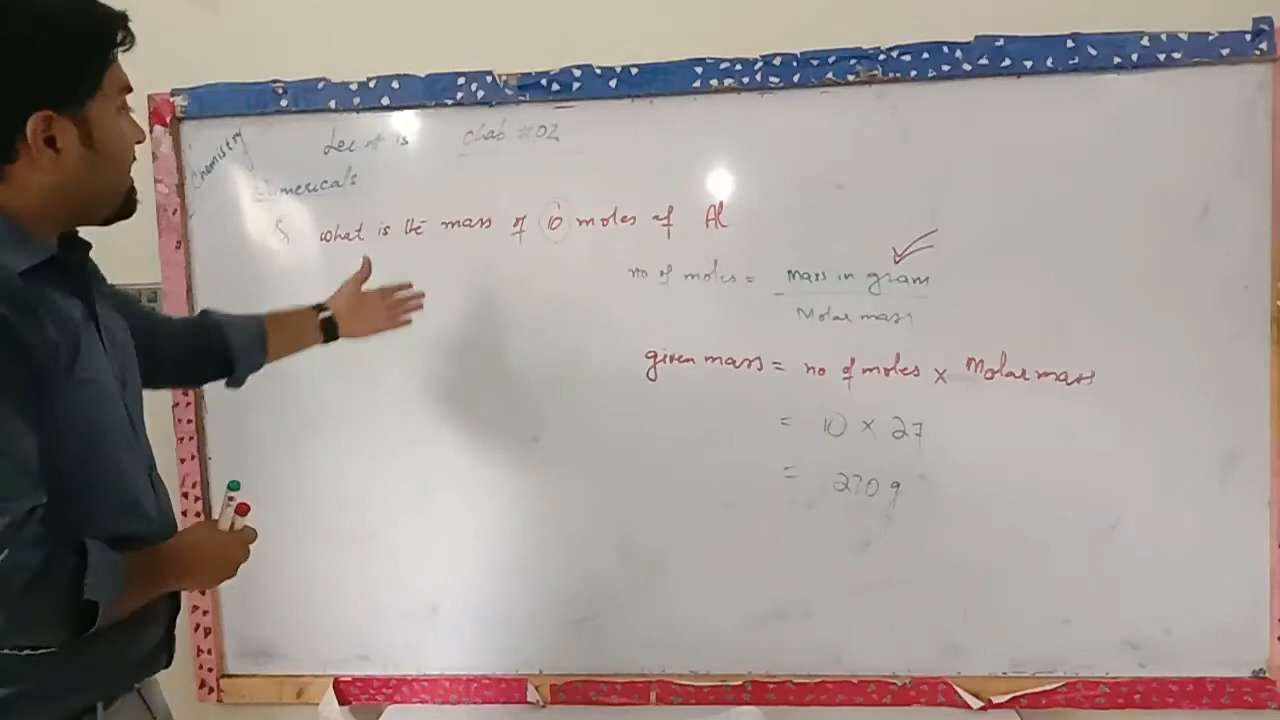 Chemistry
Lec # 15 chap #02
Numericals
Q what is the mass of 10 moles of Al
no of moles = mass in gram
Molar mass
given mass = no of moles x Molar mass
= 10 x 27
= 270 g